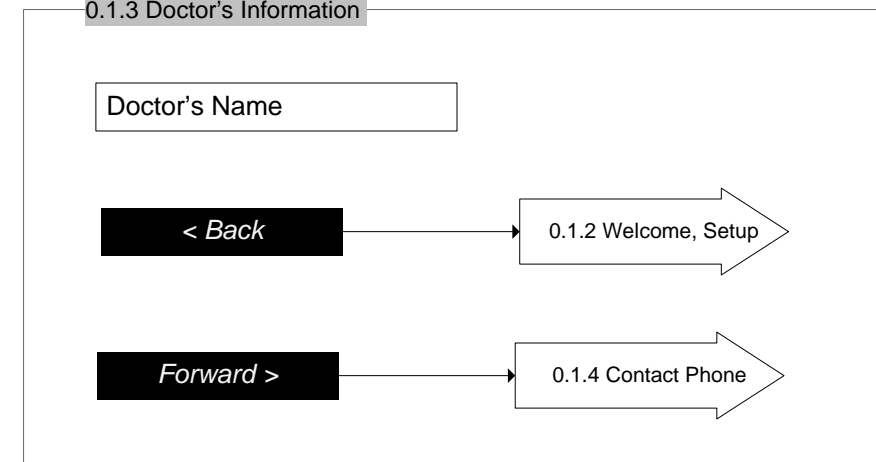 0.1.3 Doctor’s Information
Doctor’s Name
< Back
0.1.2 Welcome, Setup
Forward >
0.1.4 Contact Phone